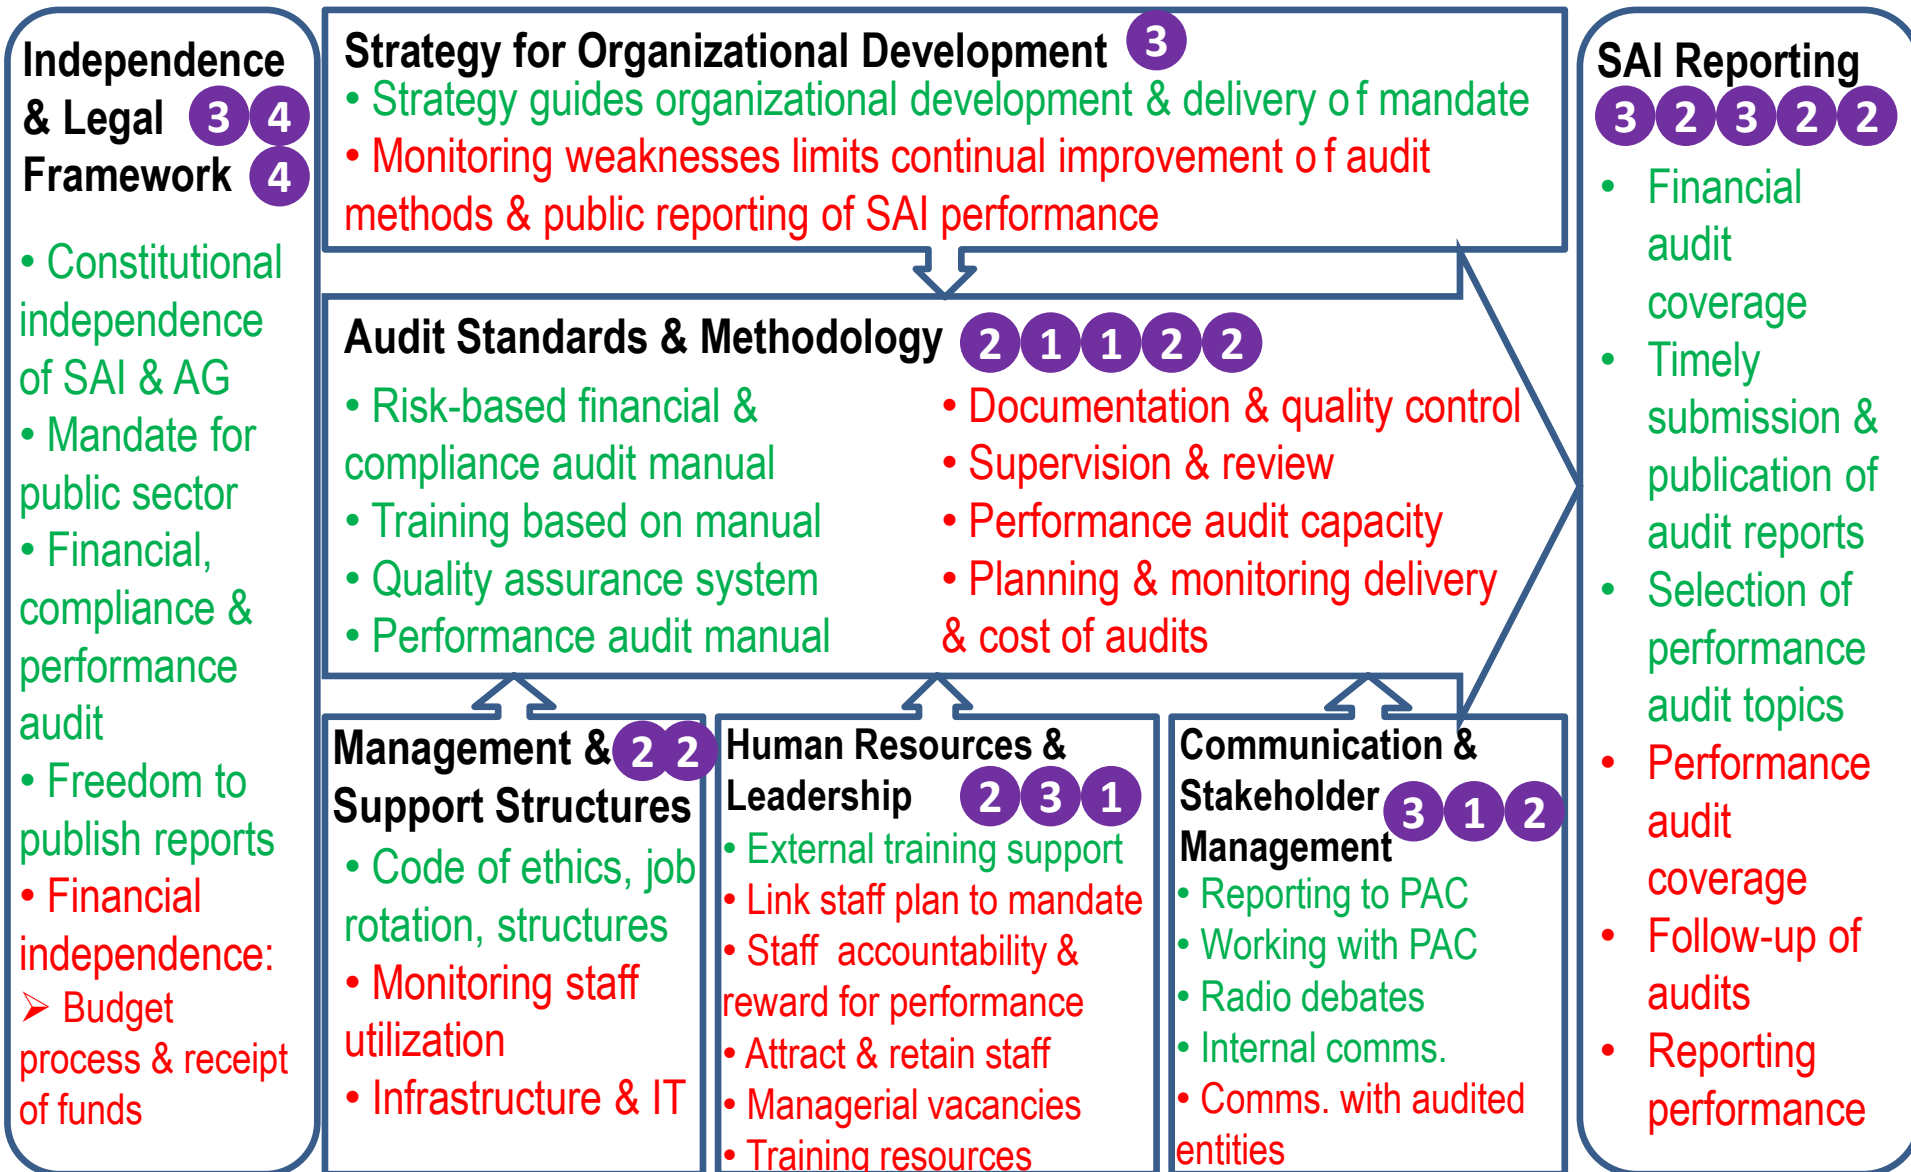 Independence
& Legal 3 4
Framework 4
• Constitutional
independence
of SAI & AG
• Mandate for
public sector
• Financial,
compliance &
performance
audit
• Freedom to
publish reports
• Financial
independence:
➢ Budget
process & receipt
of funds
Strategy for Organizational Development 3
• Strategy guides organizational development & delivery of mandate
• Monitoring weaknesses limits continual improvement of audit
methods & public reporting of SAI performance
Audit Standards & Methodology 2 1 1 2 2
• Risk-based financial &
compliance audit manual
• Training based on manual
• Quality assurance system
• Performance audit manual
• Documentation & quality control
• Supervision & review
• Performance audit capacity
• Planning & monitoring delivery
& cost of audits
Management & 2 2
Support Structures
• Code of ethics, job
rotation, structures
• Monitoring staff
utilization
• Infrastructure & IT
Human Resources &
Leadership 2 3 1
• External training support
• Link staff plan to mandate
• Staff accountability &
reward for performance
• Attract & retain staff
• Managerial vacancies
• Training resources
Communication &
Stakeholder 3 1 2
Management
• Reporting to PAC
• Working with PAC
• Radio debates
• Internal comms.
• Comms. with audited
entities
SAI Reporting
3 2 3 2 2
• Financial
audit
coverage
• Timely
submission &
publication of
audit reports
• Selection of
performance
audit topics
• Performance
audit
coverage
• Follow-up of
audits
• Reporting
performance